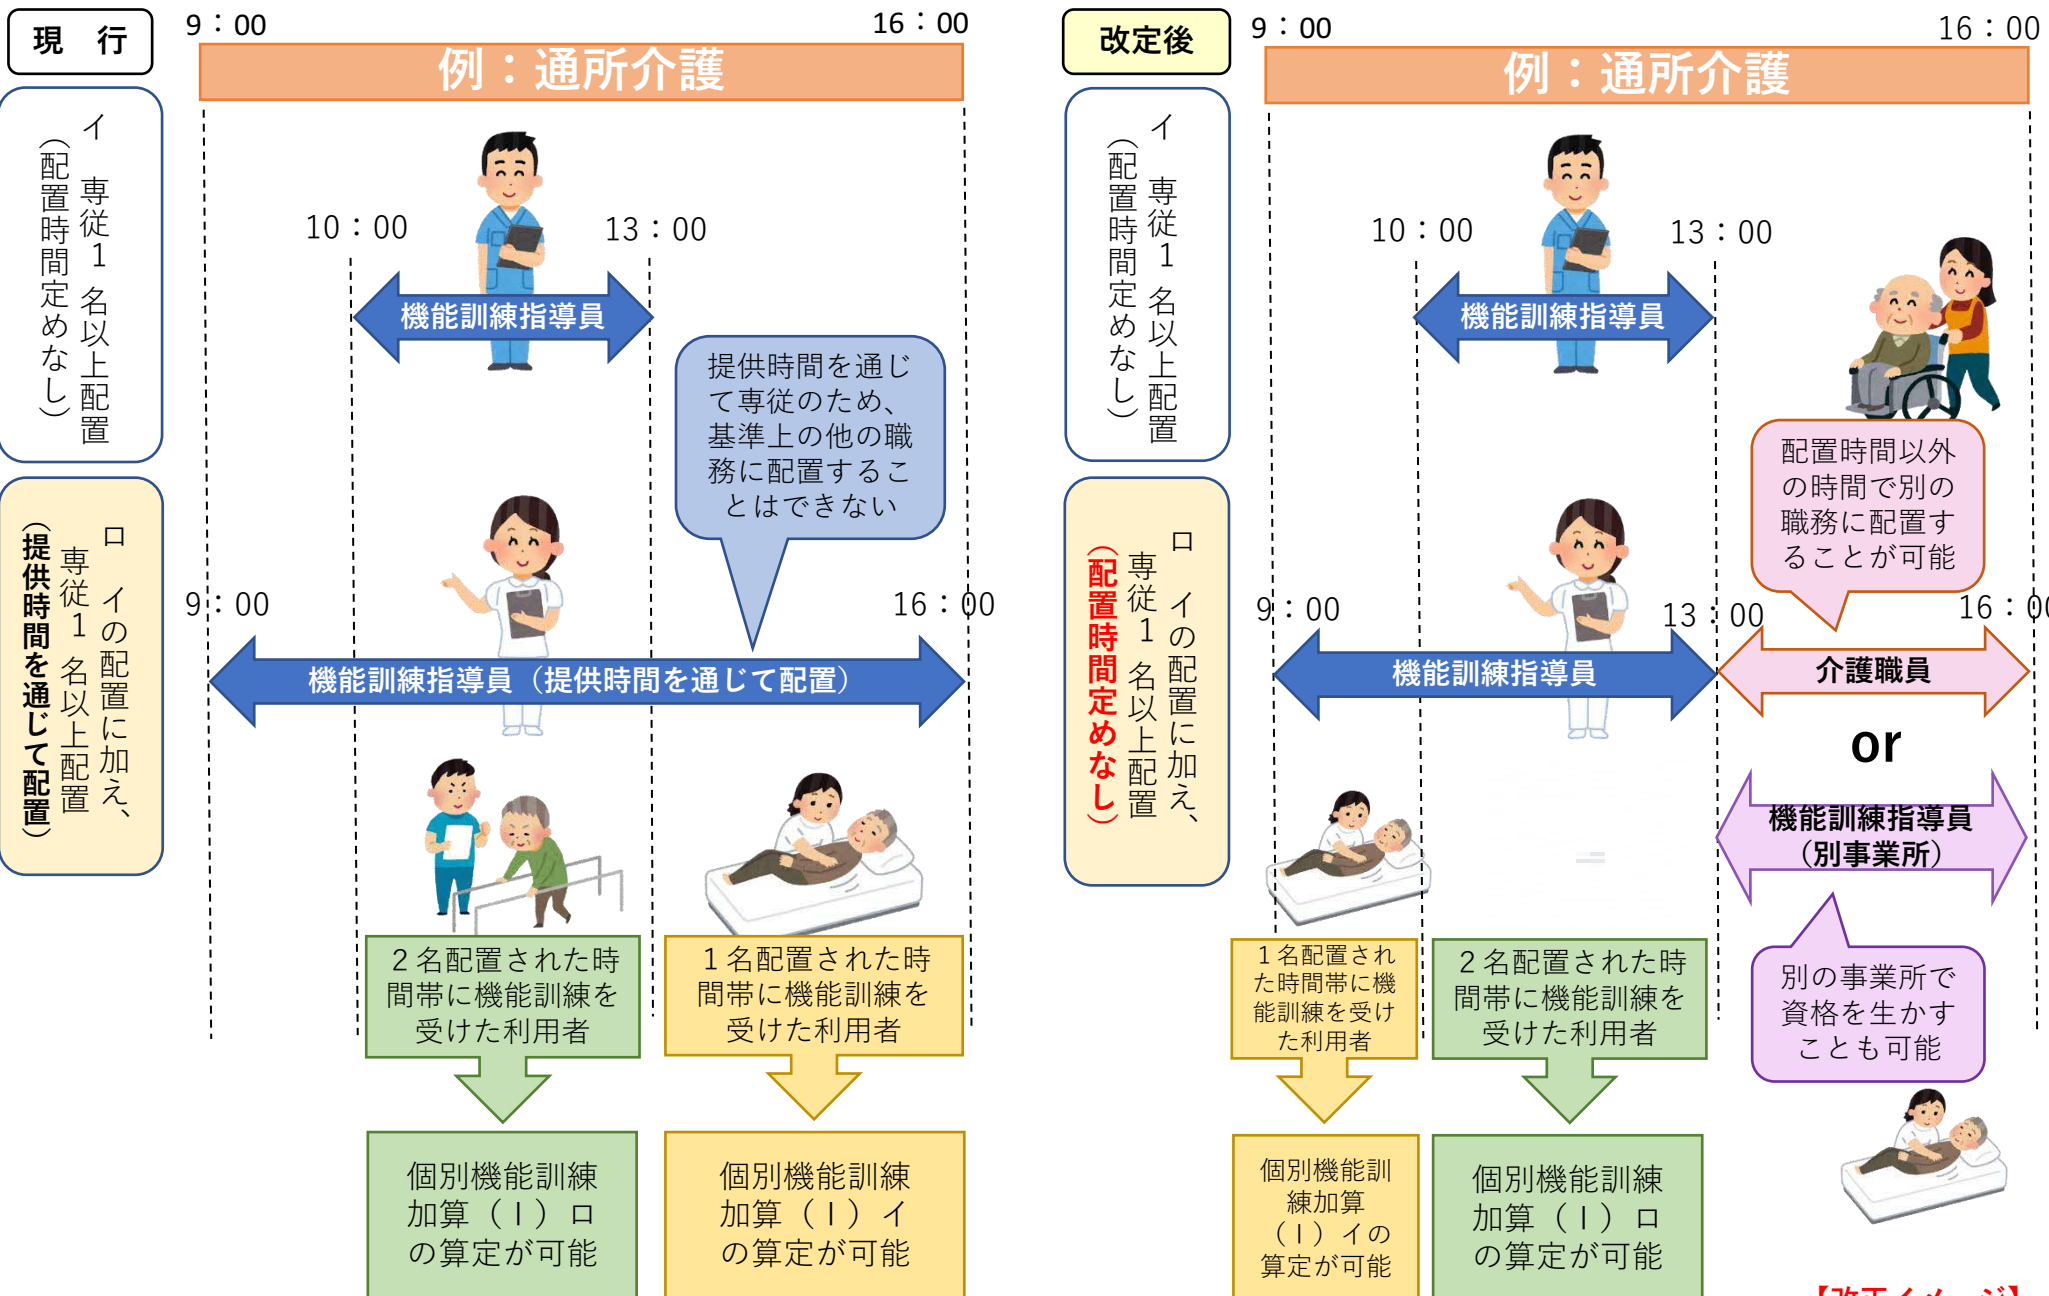 現　行
9：00
16：00
例：通所介護
イ　専従１名以上配置
（配置時間定めなし）
10：00
13：00
機能訓練指導員
提供時間を通じ
て専従のため、
基準上の他の職
務に配置するこ
とはできない
ロ　イの配置に加え、
専従１名以上配置
（提供時間を通じて配置）
9：00
16：00
機能訓練指導員（提供時間を通じて配置）
２名配置された時
間帯に機能訓練を
受けた利用者
１名配置された時
間帯に機能訓練を
受けた利用者
個別機能訓練
加算（Ⅰ）ロ
の算定が可能
個別機能訓練
加算（Ⅰ）イ
の算定が可能
改定後
9：00
16：00
例：通所介護
イ　専従１名以上配置
（配置時間定めなし）
10：00
13：00
機能訓練指導員
配置時間以外
の時間で別の
職務に配置す
ることが可能
ロ　イの配置に加え、
専従１名以上配置
（配置時間定めなし）
9：00
13：00
16：00
機能訓練指導員
介護職員
or
機能訓練指導員
（別事業所）
１名配置され
た時間帯に機
能訓練を受け
た利用者
２名配置された時
間帯に機能訓練を
受けた利用者
別の事業所で
資格を生かす
ことも可能
個別機能訓
練加算
（Ⅰ）イの
算定が可能
個別機能訓練
加算（Ⅰ）ロ
の算定が可能
【改正イメージ】